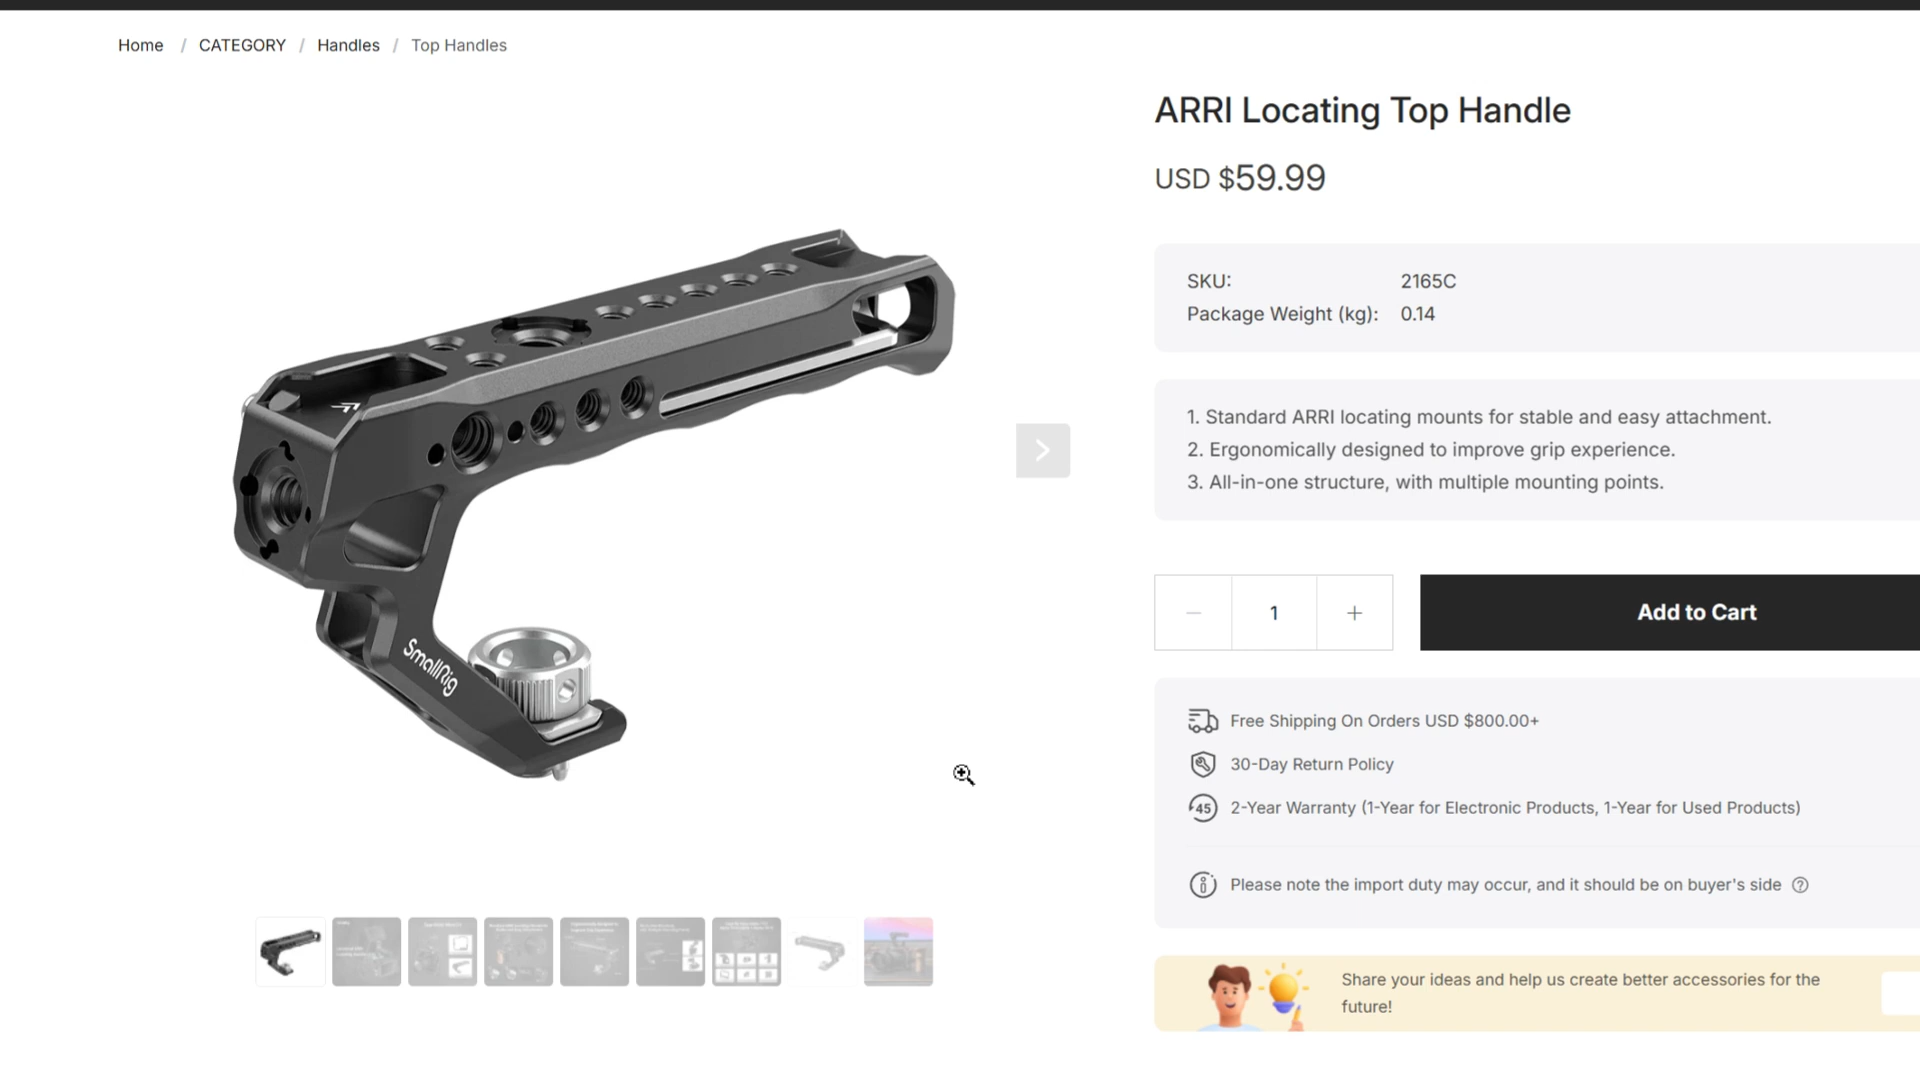 Home / CATEGORY / Handles / Top Handles
ARRI Locating Top Handle
USD $59.99
SKU: 2165C
Package Weight (kg): 0.14
1. Standard ARRI locating mounts for stable and easy attachment.
2. Ergonomically designed to improve grip experience.
3. All-in-one structure, with multiple mounting points.
1
Add to Cart
SmallRig
Free Shipping On Orders USD $800.00+
30-Day Return Policy
45
2-Year Warranty (1-Year for Electronic Products, 1-Year for Used Products)
Please note the import duty may occur, and it should be on buyer's side
Share your ideas and help us create better accessories for the
future!